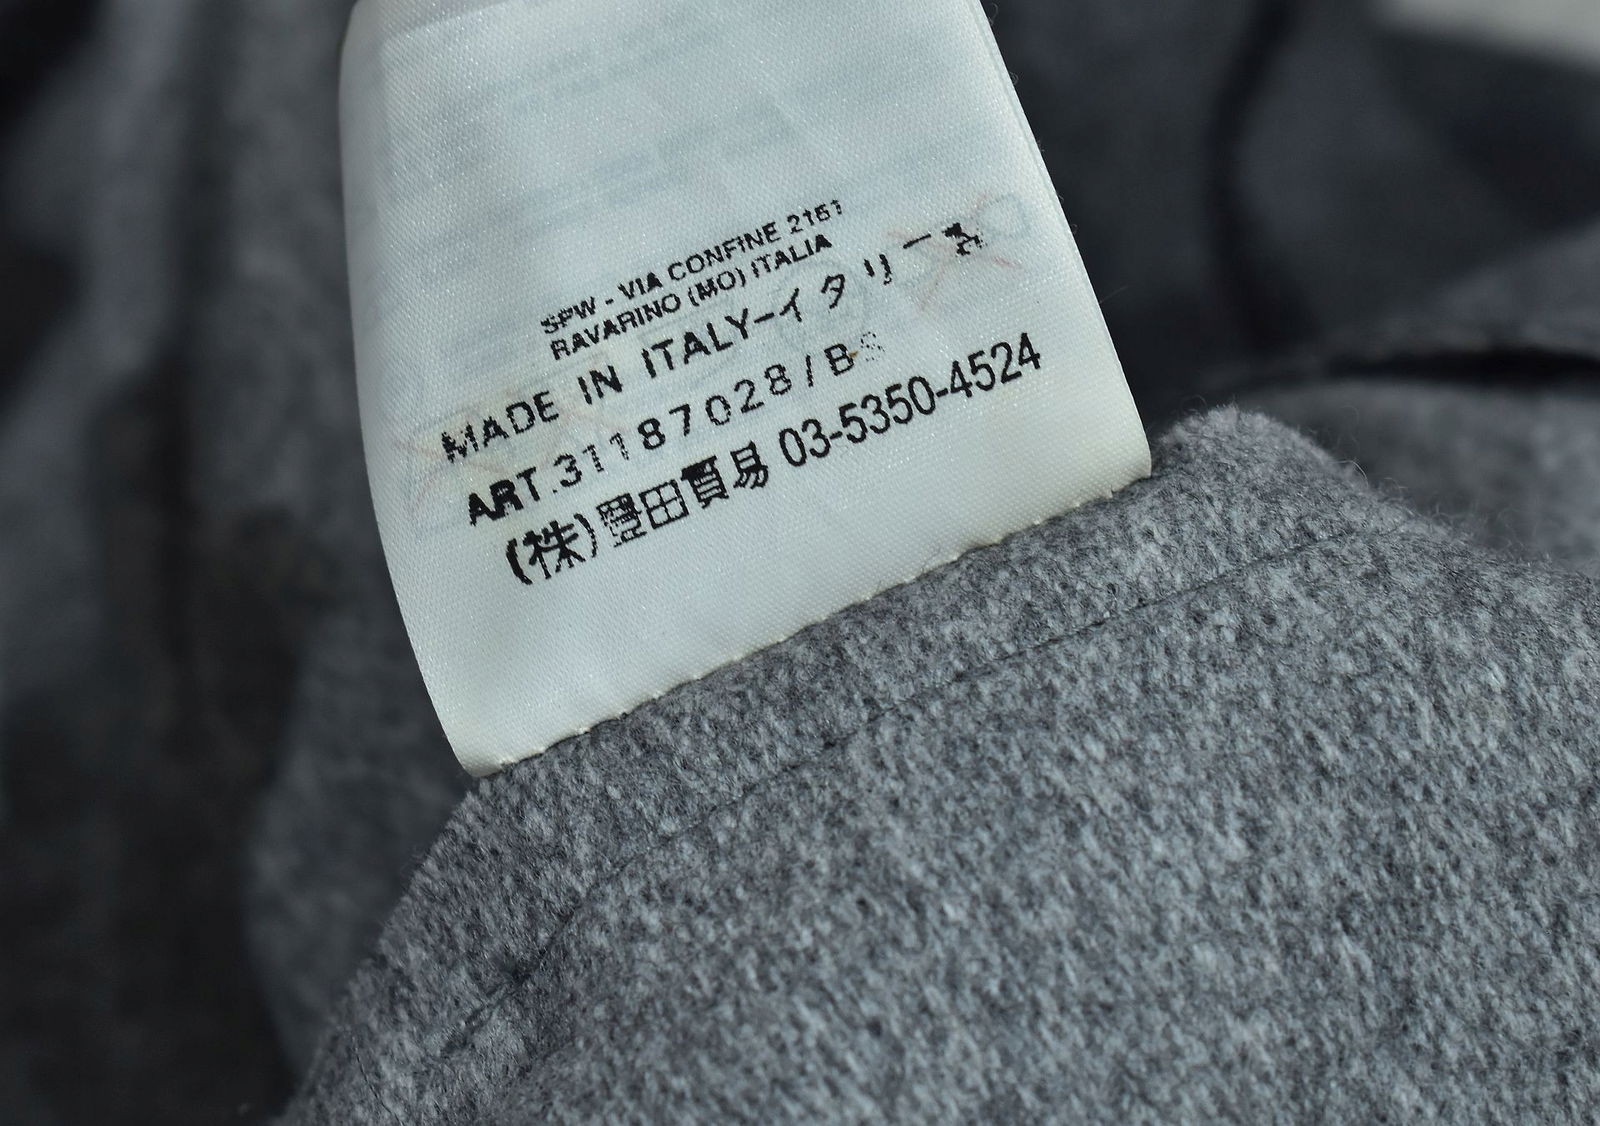 SPW - VIA CONFINE 2161
RAVARINO (MO) ITALIA
MADE IN ITALY-イタリー製
ART.31187028/BS
(株)豐田貿易 03-5350-4524